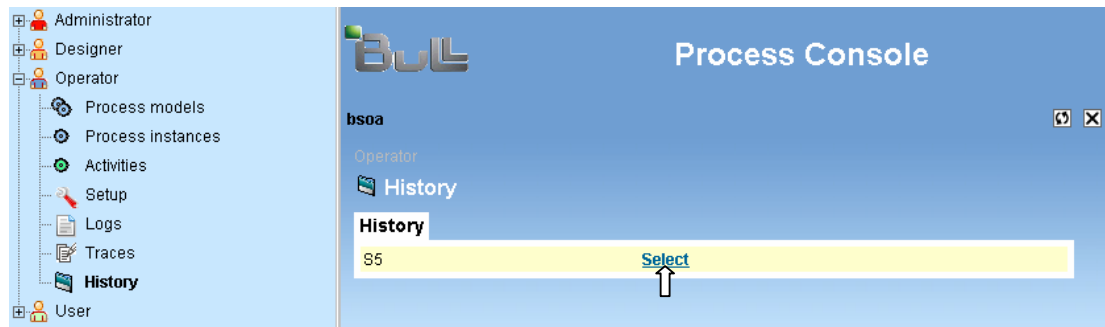 Administrator
Designer
Operator
Process models
Process instances
Activities
Setup
Logs
Traces
History
User
Bull
Process Console
bsoa
Operator
History
History
S5 Select